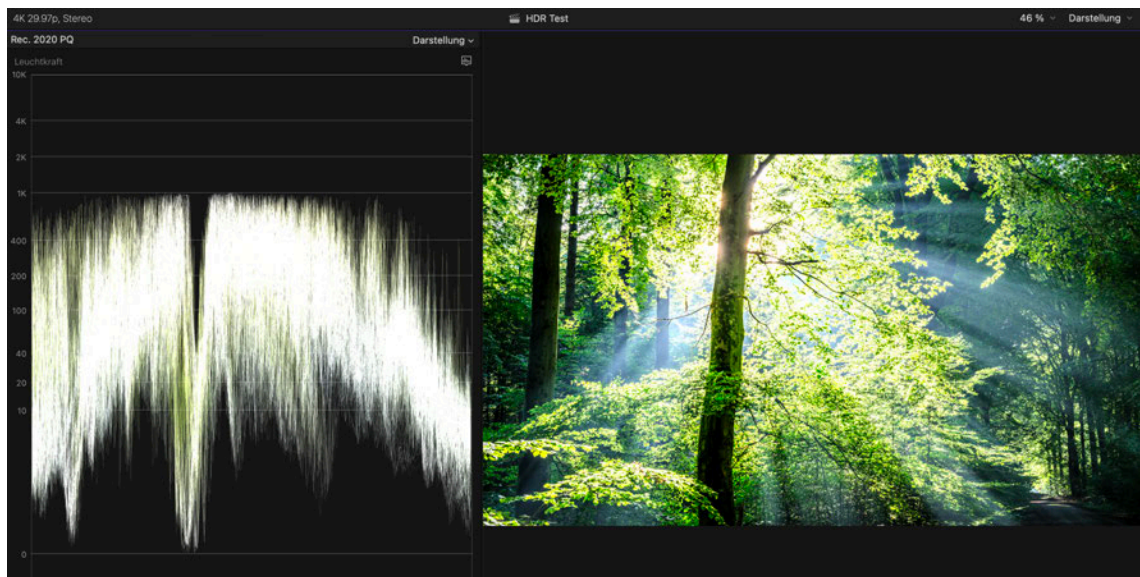 4K 29.97p, Stereo
HDR Test
46 %
Darstellung
Rec. 2020 PQ
Darstellung
Leuchtkraft
10K
4K
2K
1K
400
200
100
40
20
10
0